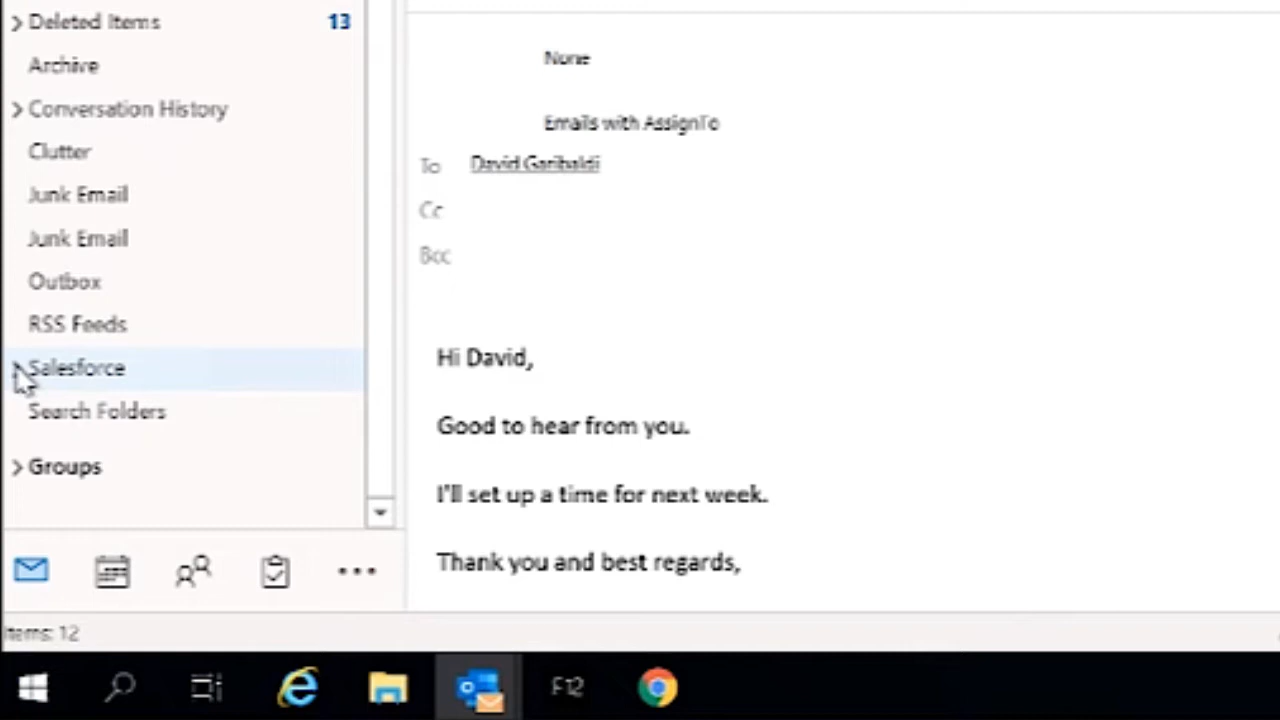 Deleted Items 13
Archive
Conversation History
Clutter
Junk Email
Junk Email
Outbox
RSS Feeds
Salesforce
Search Folders
Groups
Items: 12
None
Emails with AssignTo
To David Garibaldi
Cc
Bcc
Hi David,
Good to hear from you.
I'll set up a time for next week.
Thank you and best regards,
F12